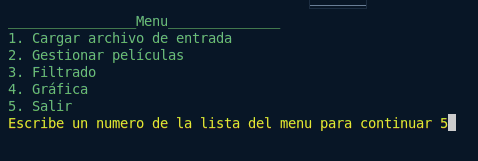 ________________Menu______________
1. Cargar archivo de entrada
2. Gestionar películas
3. Filtrado
4. Gráfica
5. Salir
Escribe un numero de la lista del menu para continuar 5